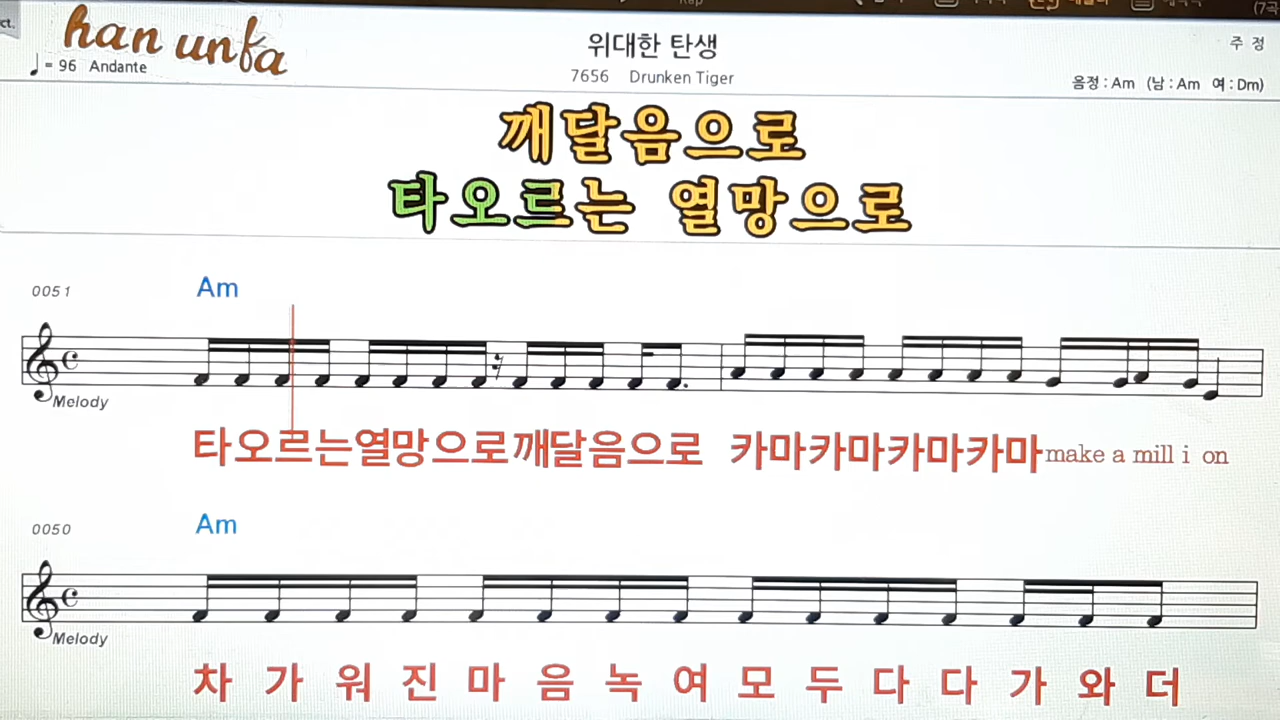 ct.
han unfa
위대한 탄생
주 정
♩= 96 Andante
7656 Drunken Tiger
음정 : Am (남 : Am 여 : Dm)
깨달음으로
타오르는 열망으로
0051
Am
Melody
타오르는열망으로깨달음으로 카마카마카마카마make a mill i on
0050
Am
Melody
차 가 워 진 마 음 녹 여 모 두 다 다 가 와 더